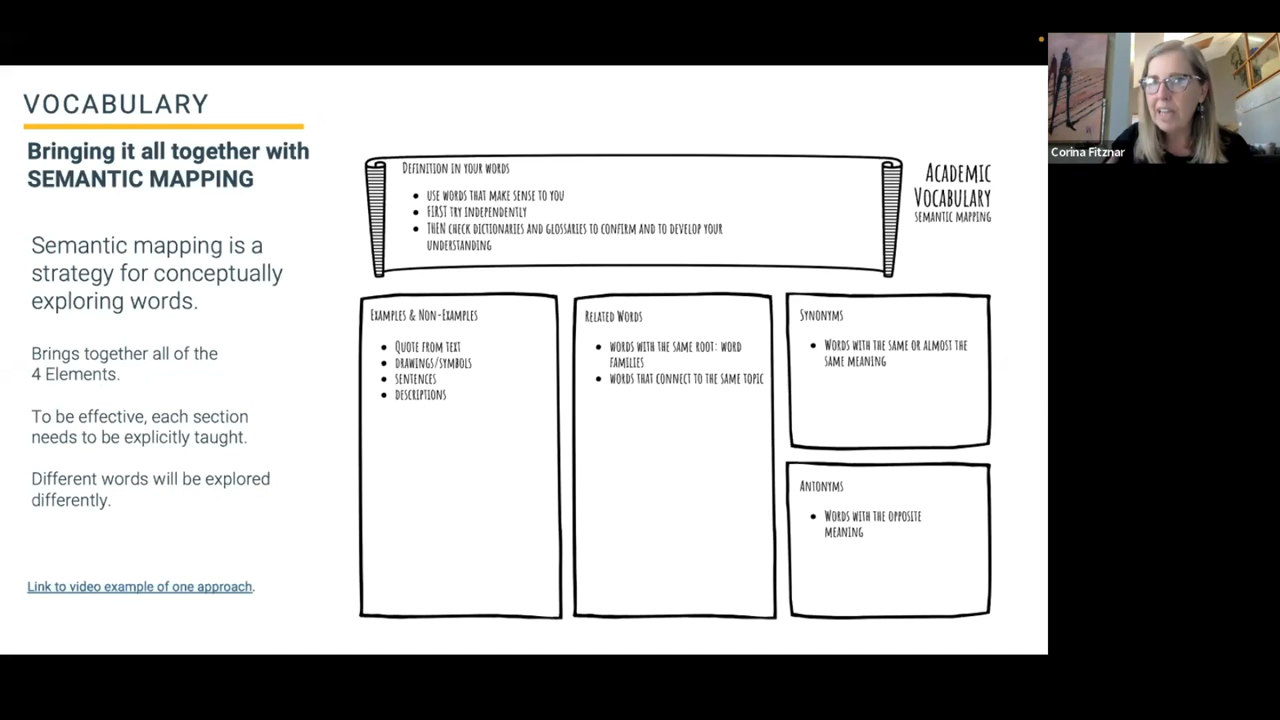 VOCABULARY
Bringing it all together with
SEMANTIC MAPPING
Semantic mapping is a
strategy for conceptually
exploring words.
Brings together all of the
4 Elements.
To be effective, each section
needs to be explicitly taught.
Different words will be explored
differently.
Link to video example of one approach.
DEFINITION IN YOUR WORDS
• USE WORDS THAT MAKE SENSE TO YOU
• FIRST TRY INDEPENDENTLY
• THEN CHECK DICTIONARIES AND GLOSSARIES TO CONFIRM AND TO DEVELOP YOUR
UNDERSTANDING
ACADEMIC
VOCABULARY
SEMANTIC MAPPING
EXAMPLES & NON-EXAMPLES
• QUOTE FROM TEXT
• DRAWINGS/SYMBOLS
• SENTENCES
• DESCRIPTIONS
RELATED WORDS
• WORDS WITH THE SAME ROOT: WORD
FAMILIES
• WORDS THAT CONNECT TO THE SAME TOPIC
SYNONYMS
• WORDS WITH THE SAME OR ALMOST THE
SAME MEANING
ANTONYMS
• WORDS WITH THE OPPOSITE
MEANING
Corina Fitznar